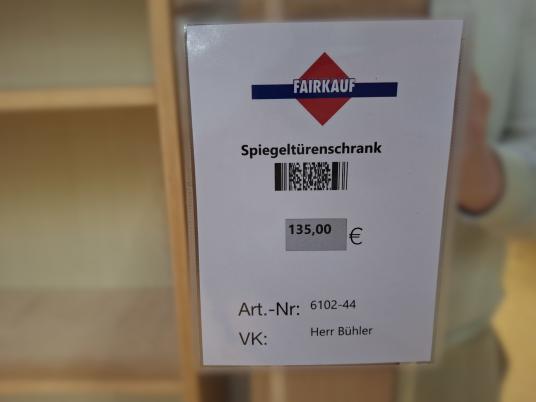 FAIRKAUF
Spiegeltürenschrank
135,00 €
Art.-Nr: 6102-44
VK: Herr Bühler